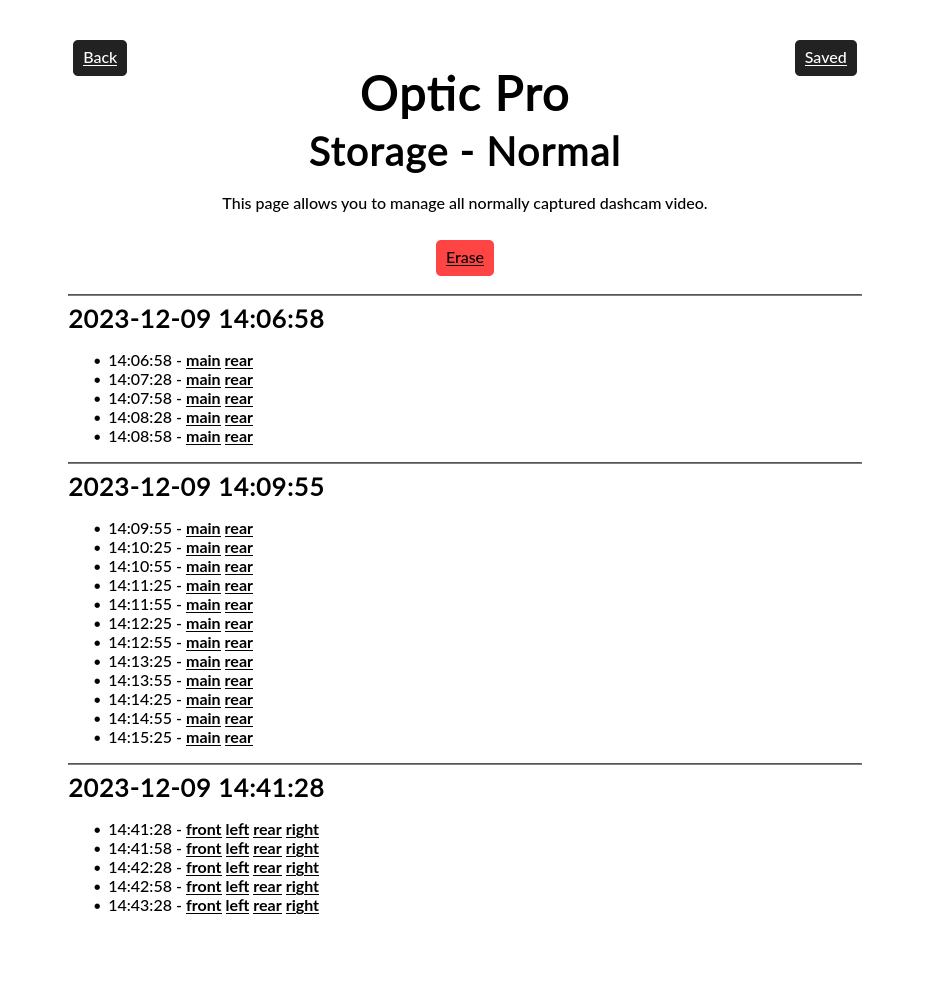 Back
Saved
Optic Pro
Storage - Normal
This page allows you to manage all normally captured dashcam video.
Erase
2023-12-09 14:06:58
• 14:06:58 - main rear
• 14:07:28 - main rear
• 14:07:58 - main rear
• 14:08:28 - main rear
• 14:08:58 - main rear
2023-12-09 14:09:55
• 14:09:55 - main rear
• 14:10:25 - main rear
• 14:10:55 - main rear
• 14:11:25 - main rear
• 14:11:55 - main rear
• 14:12:25 - main rear
• 14:12:55 - main rear
• 14:13:25 - main rear
• 14:13:55 - main rear
• 14:14:25 - main rear
• 14:14:55 - main rear
• 14:15:25 - main rear
2023-12-09 14:41:28
• 14:41:28 - front left rear right
• 14:41:58 - front left rear right
• 14:42:28 - front left rear right
• 14:42:58 - front left rear right
• 14:43:28 - front left rear right